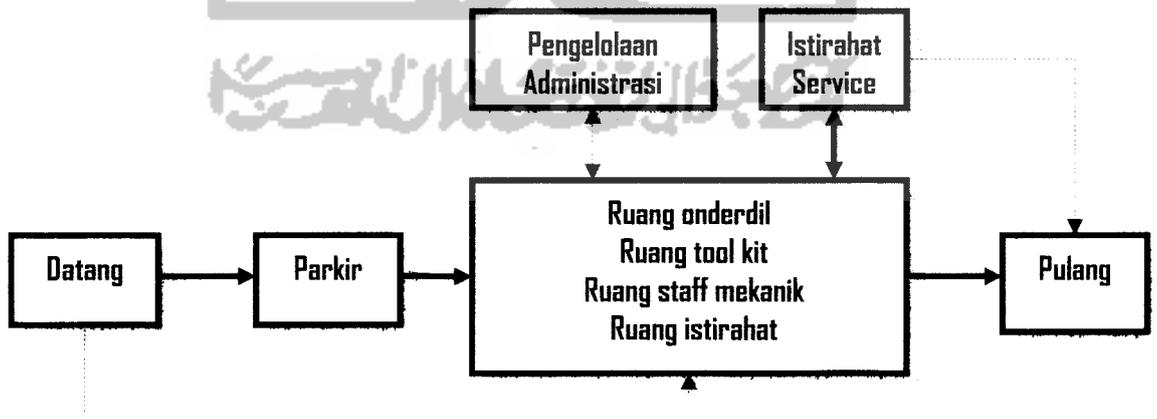 Pengelolaan
Administrasi
Istirahat
Service
Datang
Parkir
Ruang onderdil
Ruang tool kit
Ruang staff mekanik
Ruang istirahat
Pulang